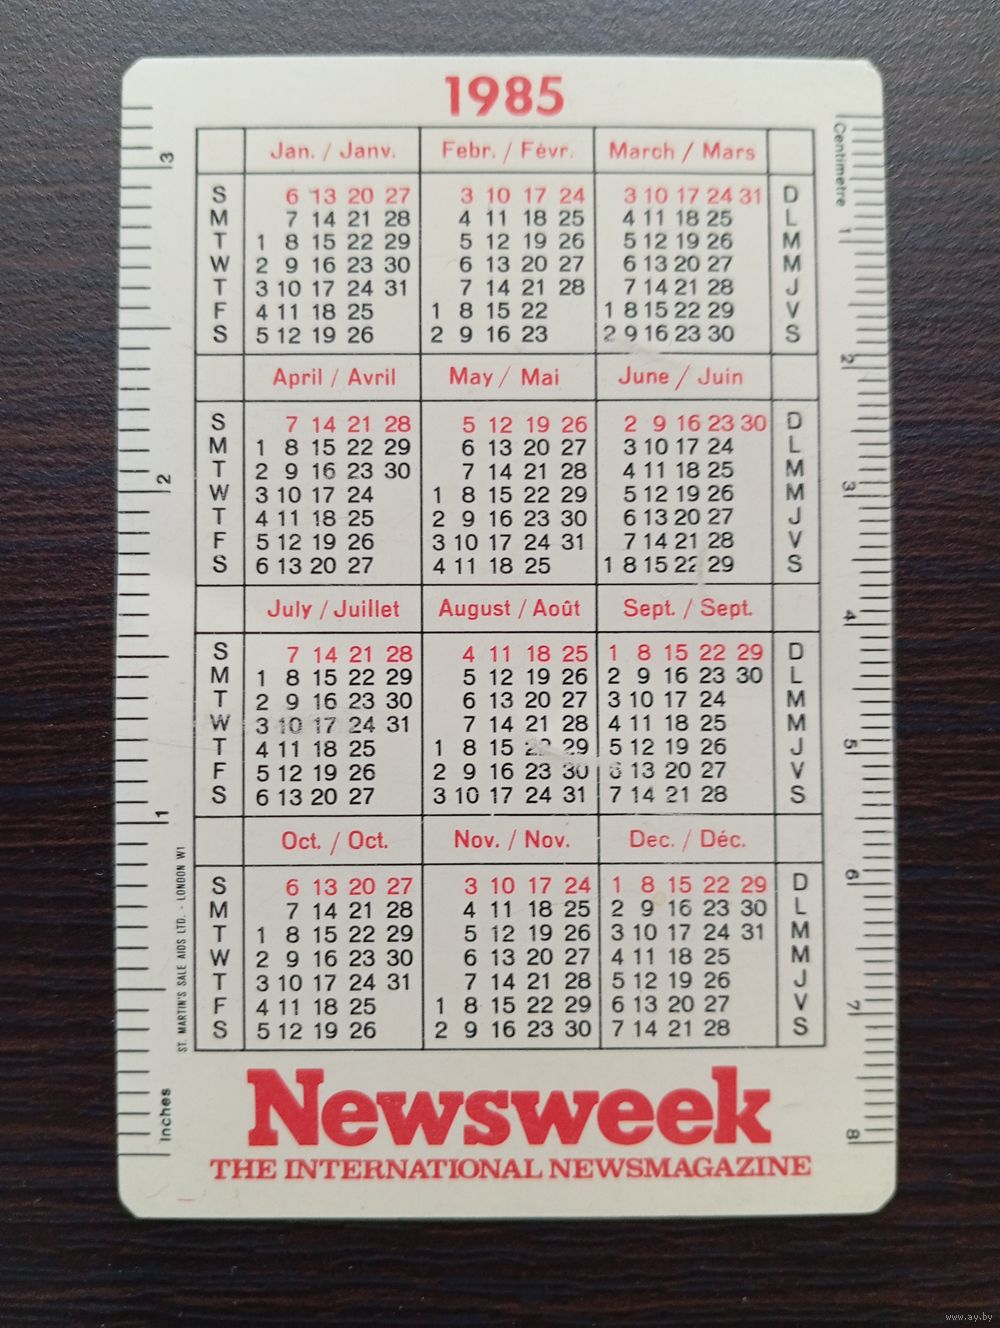 1985
Jan. / Janv. Febr. / Févr. March / Mars
S 6 13 20 27 3 10 17 24 3 10 17 24 31 D
M 7 14 21 28 4 11 18 25 4 11 18 25 L
T 1 8 15 22 29 5 12 19 26 5 12 19 26 M
W 2 9 16 23 30 6 13 20 27 6 13 20 27 M
T 3 10 17 24 31 7 14 21 28 7 14 21 28 J
F 4 11 18 25 1 8 15 22 1 8 15 22 29 V
S 5 12 19 26 2 9 16 23 2 9 16 23 30 S
April / Avril May / Mai June / Juin
S 7 14 21 28 5 12 19 26 2 9 16 23 30 D
M 1 8 15 22 29 6 13 20 27 3 10 17 24 L
T 2 9 16 23 30 7 14 21 28 4 11 18 25 M
W 3 10 17 24 1 8 15 22 29 5 12 19 26 M
T 4 11 18 25 2 9 16 23 30 6 13 20 27 J
F 5 12 19 26 3 10 17 24 31 7 14 21 28 V
S 6 13 20 27 4 11 18 25 1 8 15 22 29 S
July / Juillet August / Août Sept. / Sept.
S 7 14 21 28 4 11 18 25 1 8 15 22 29 D
M 1 8 15 22 29 5 12 19 26 2 9 16 23 30 L
T 2 9 16 23 30 6 13 20 27 3 10 17 24 M
W 3 10 17 24 31 7 14 21 28 4 11 18 25 M
T 4 11 18 25 1 8 15 22 29 5 12 19 26 J
F 5 12 19 26 2 9 16 23 30 6 13 20 27 V
S 6 13 20 27 3 10 17 24 31 7 14 21 28 S
Oct. / Oct. Nov. / Nov. Dec. / Déc.
S 6 13 20 27 3 10 17 24 1 8 15 22 29 D
M 7 14 21 28 4 11 18 25 2 9 16 23 30 L
T 1 8 15 22 29 5 12 19 26 3 10 17 24 31 M
W 2 9 16 23 30 6 13 20 27 4 11 18 25 M
T 3 10 17 24 31 7 14 21 28 5 12 19 26 J
F 4 11 18 25 1 8 15 22 29 6 13 20 27 V
S 5 12 19 26 2 9 16 23 30 7 14 21 28 S
Newsweek
THE INTERNATIONAL NEWSMAGAZINE
Inches 1 2 3
ST. MARTIN'S SALE AIDS LTD. - LONDON W1
Centimetre 1 2 3 4 5 6 7 8
www.ay.by